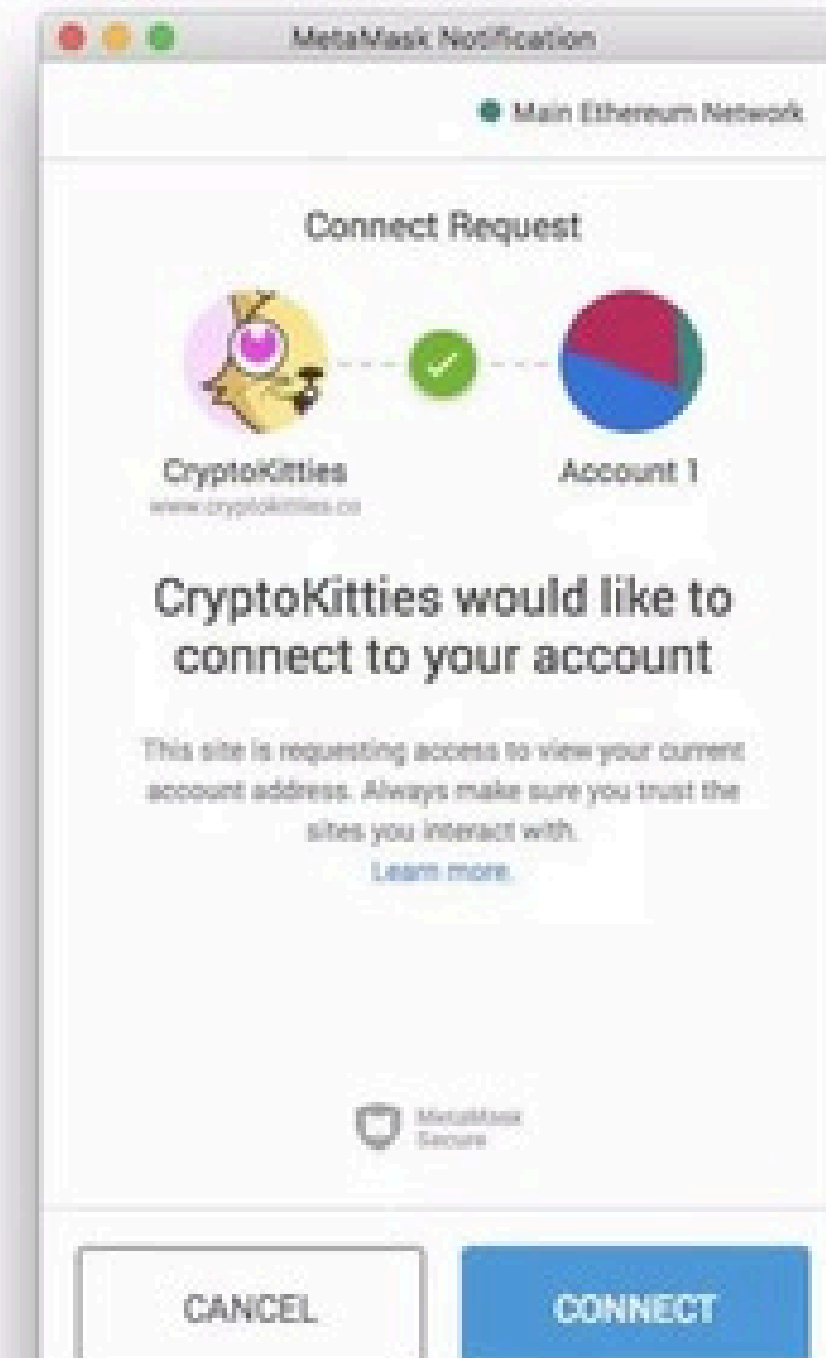 MetaMask Notification
Main Ethereum Network
Connect Request
CryptoKitties
Account 1
www.cryptokitties.co
CryptoKitties would like to
connect to your account
This site is requesting access to view your current
account address. Always make sure you trust the
sites you interact with.
Learn more.
MetaMask
Secure
CANCEL
CONNECT